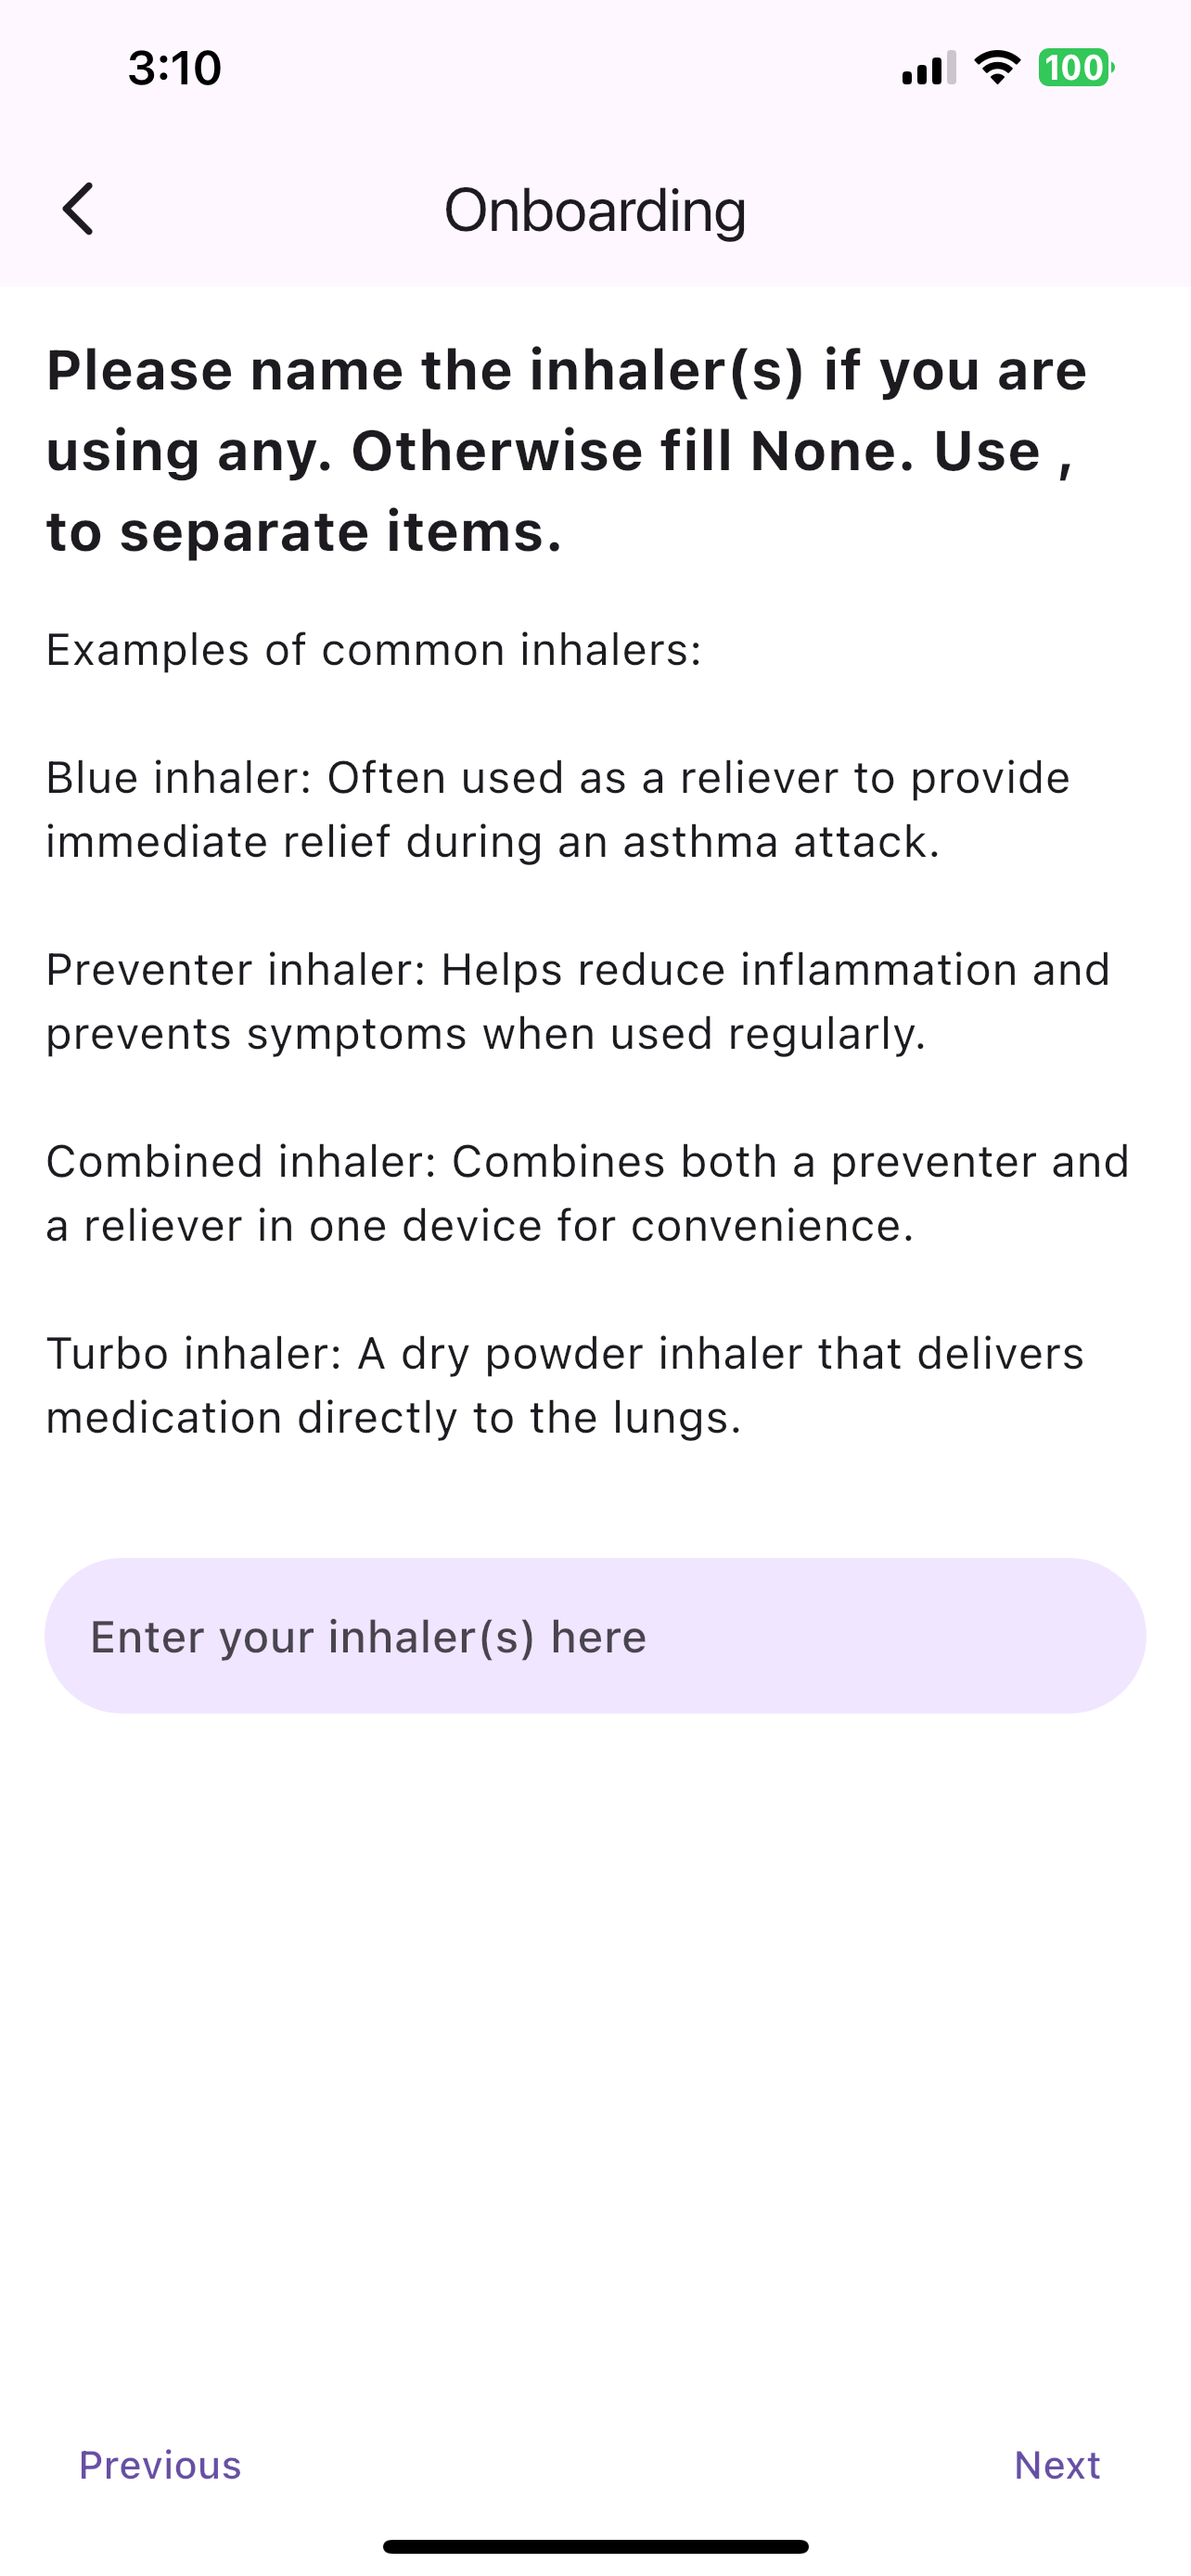 3:10
100
Onboarding
Please name the inhaler(s) if you are
using any. Otherwise fill None. Use ,
to separate items.
Examples of common inhalers:
Blue inhaler: Often used as a reliever to provide
immediate relief during an asthma attack.
Preventer inhaler: Helps reduce inflammation and
prevents symptoms when used regularly.
Combined inhaler: Combines both a preventer and
a reliever in one device for convenience.
Turbo inhaler: A dry powder inhaler that delivers
medication directly to the lungs.
Enter your inhaler(s) here
Previous
Next